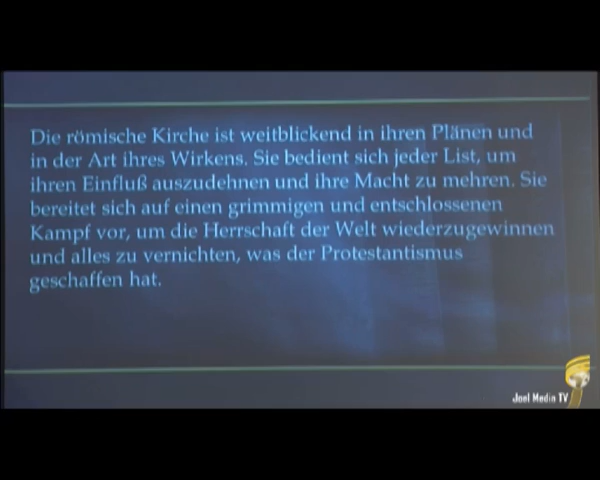 Die römische Kirche ist weitblickend in ihren Plänen und
in der Art ihres Wirkens. Sie bedient sich jeder List, um
ihren Einfluß auszudehnen und ihre Macht zu mehren. Sie
bereitet sich auf einen grimmigen und entschlossenen
Kampf vor, um die Herrschaft der Welt wiederzugewinnen
und alles zu vernichten, was der Protestantismus
geschaffen hat.
Joel Media TV